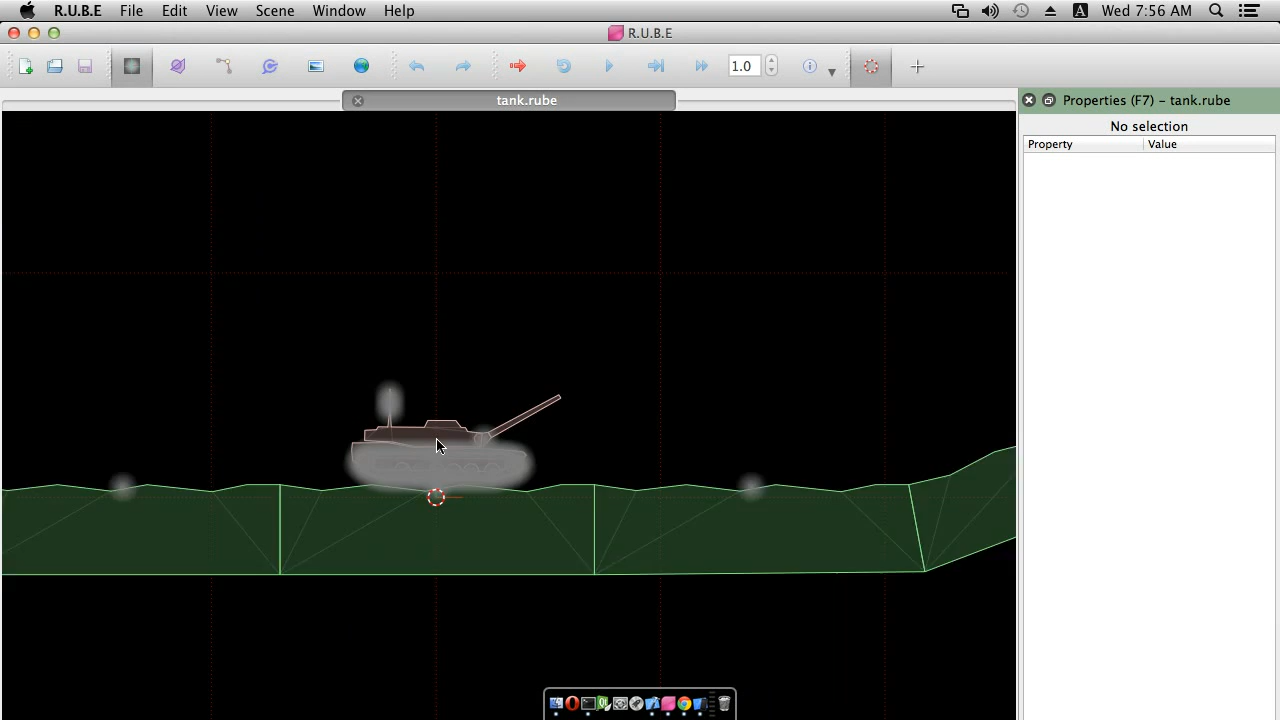 R.U.B.E File Edit View Scene Window Help A Wed 7:56 AM
R.U.B.E
1.0
tank.rube
Properties (F7) - tank.rube
No selection
Property Value